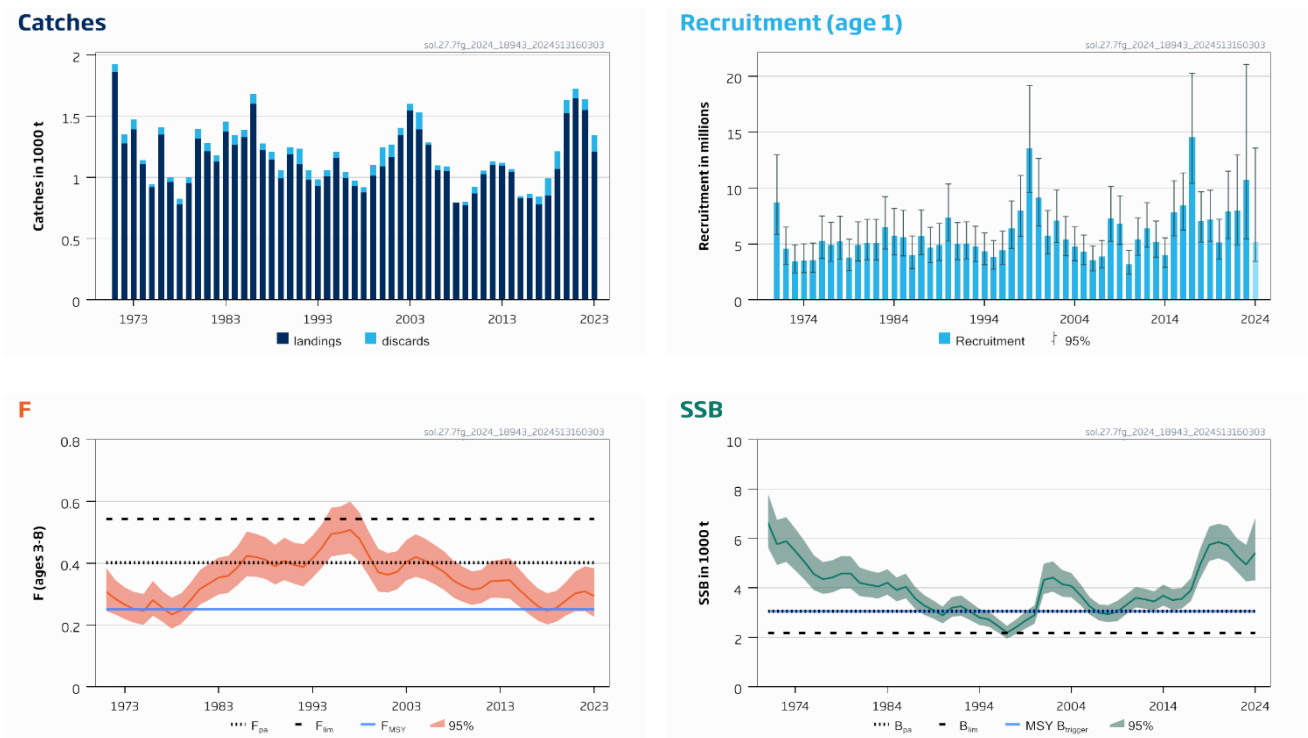 Catches
sol.27.7fg_2024_18943_2024513160303
Catches in 1000 t
2
1.5
1
0.5
0
1973
1983
1993
2003
2013
2023
landings
discards
Recruitment (age 1)
sol.27.7fg_2024_18943_2024513160303
Recruitment in millions
20
15
10
5
0
1974
1984
1994
2004
2014
2024
Recruitment
95%
F
sol.27.7fg_2024_18943_2024513160303
F (ages 3-8)
0.8
0.6
0.4
0.2
0
1973
1983
1993
2003
2013
2023
Fpa
Flim
FMSY
95%
SSB
sol.27.7fg_2024_18943_2024513160303
SSB in 1000 t
10
8
6
4
2
0
1974
1984
1994
2004
2014
2024
Bpa
Blim
MSY Btrigger
95%